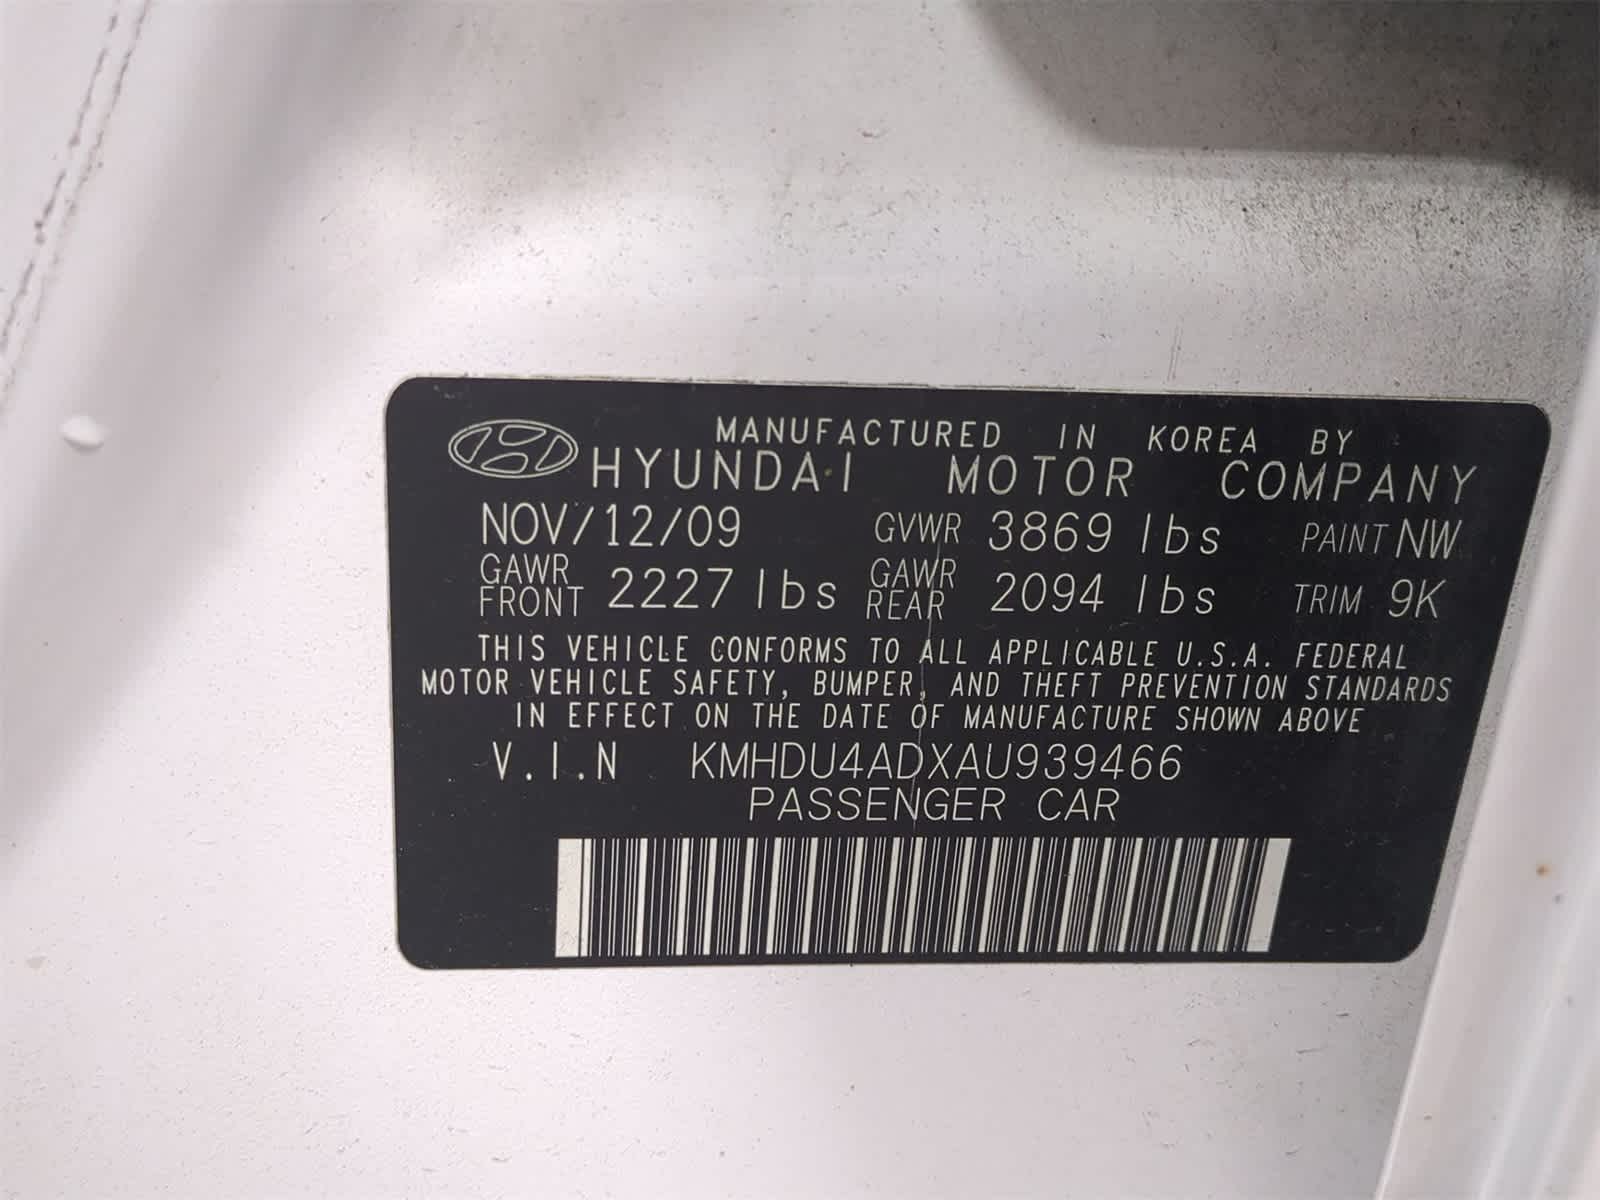 MANUFACTURED IN KOREA BY
HYUNDAI MOTOR COMPANY
NOV/12/09 GVWR 3869 lbs PAINT NW
GAWR FRONT 2227 lbs GAWR REAR 2094 lbs TRIM 9K
THIS VEHICLE CONFORMS TO ALL APPLICABLE U.S.A. FEDERAL
MOTOR VEHICLE SAFETY, BUMPER, AND THEFT PREVENTION STANDARDS
IN EFFECT ON THE DATE OF MANUFACTURE SHOWN ABOVE
V.I.N KMHDU4ADXAU939466
PASSENGER CAR